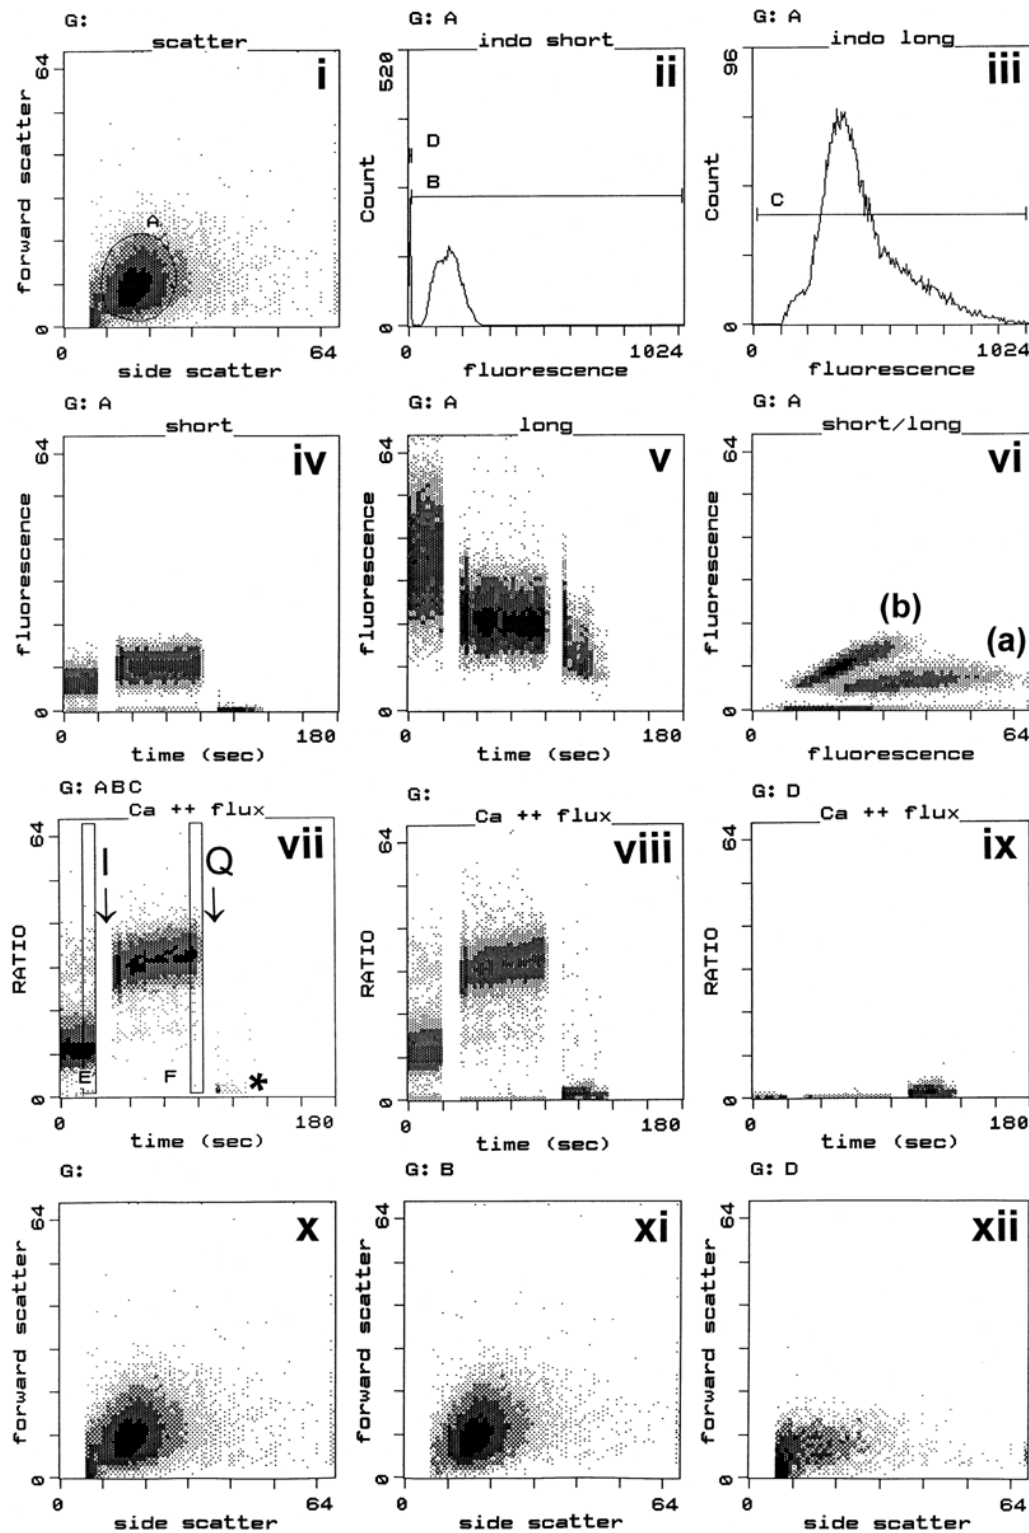 G:
scatter
i
64
forward scatter
A
0
0
64
side scatter
G: A
indo short
ii
520
Count
D
B
0
0
1024
fluorescence
G: A
indo long
iii
96
Count
C
0
0
1024
fluorescence
G: A
short
iv
64
fluorescence
0
0
180
time (sec)
G: A
long
v
64
fluorescence
0
0
180
time (sec)
G: A
short/long
vi
64
fluorescence
(b)
(a)
0
0
64
fluorescence
G: ABC
Ca ++ flux
vii
64
RATIO
I
Q
E
F
*
0
0
180
time (sec)
G:
Ca ++ flux
viii
64
RATIO
0
0
180
time (sec)
G: D
Ca ++ flux
ix
64
RATIO
0
0
180
time (sec)
G:
x
64
forward scatter
0
0
64
side scatter
G: B
xi
64
forward scatter
0
0
64
side scatter
G: D
xii
64
forward scatter
0
0
64
side scatter